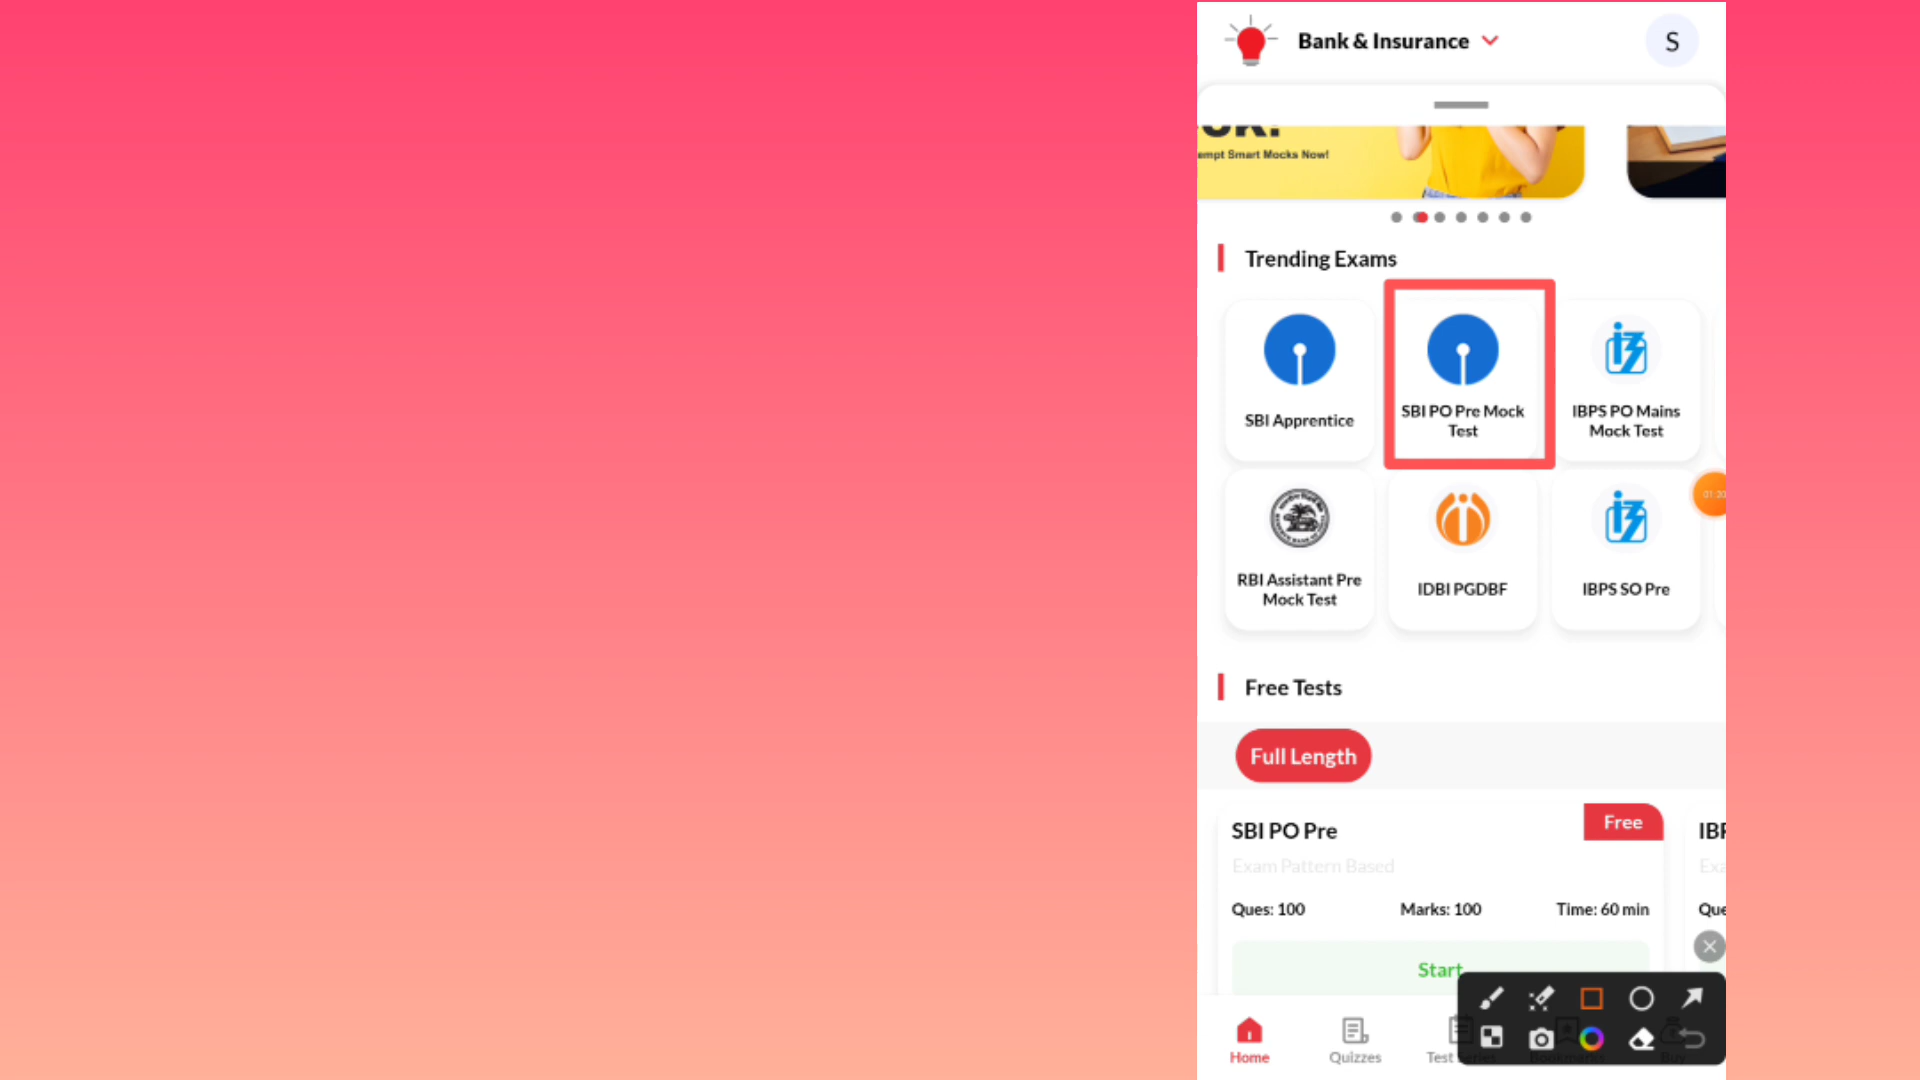 Bank & Insurance
S
empt Smart Mocks Now!
Trending Exams
SBI Apprentice
SBI PO Pre Mock
Test
IBPS PO Mains
Mock Test
RBI Assistant Pre
Mock Test
IDBI PGDBF
IBPS SO Pre
Free Tests
Full Length
SBI PO Pre
Free
Exam Pattern Based
Ques: 100
Marks: 100
Time: 60 min
Start
Home
Quizzes
Test